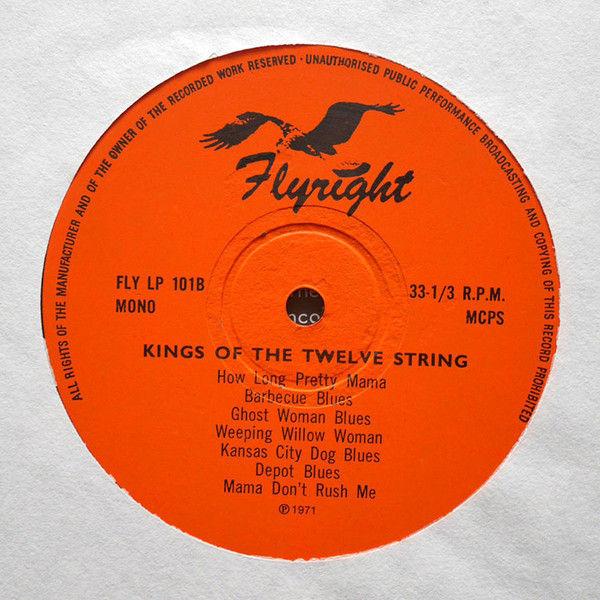 ALL RIGHTS OF THE MANUFACTURER AND OF THE OWNER OF THE RECORDED WORK RESERVED · UNAUTHORISED PUBLIC PERFORMANCE BROADCASTING AND COPYING OF THIS RECORD PROHIBITED
Flyright
FLY LP 101B
MONO
33-1/3 R.P.M.
MCPS
KINGS OF THE TWELVE STRING
How Long Pretty Mama
Barbecue Blues
Ghost Woman Blues
Weeping Willow Woman
Kansas City Dog Blues
Depot Blues
Mama Don't Rush Me
℗ 1971